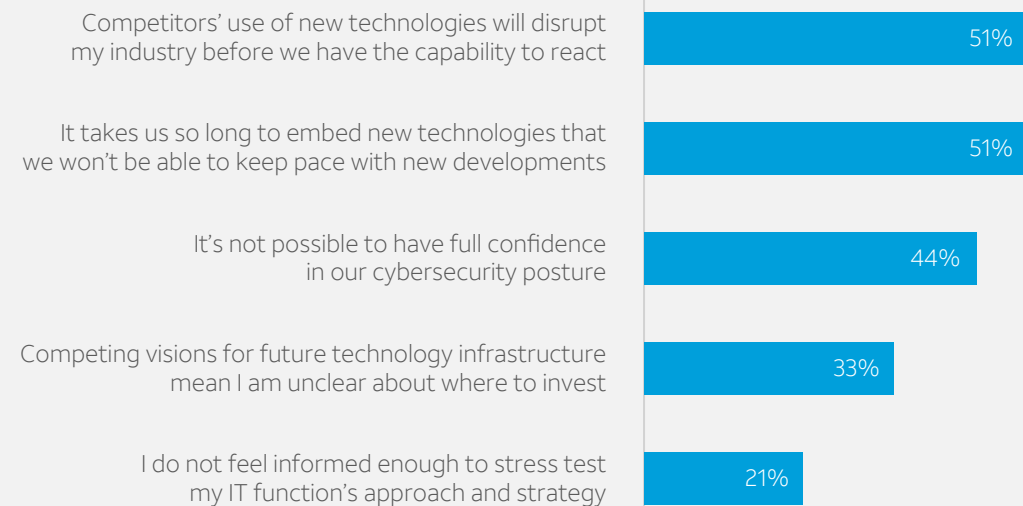 Competitors’ use of new technologies will disrupt
my industry before we have the capability to react
51%
It takes us so long to embed new technologies that
we won’t be able to keep pace with new developments
51%
It’s not possible to have full confidence
in our cybersecurity posture
44%
Competing visions for future technology infrastructure
mean I am unclear about where to invest
33%
I do not feel informed enough to stress test
my IT function’s approach and strategy
21%